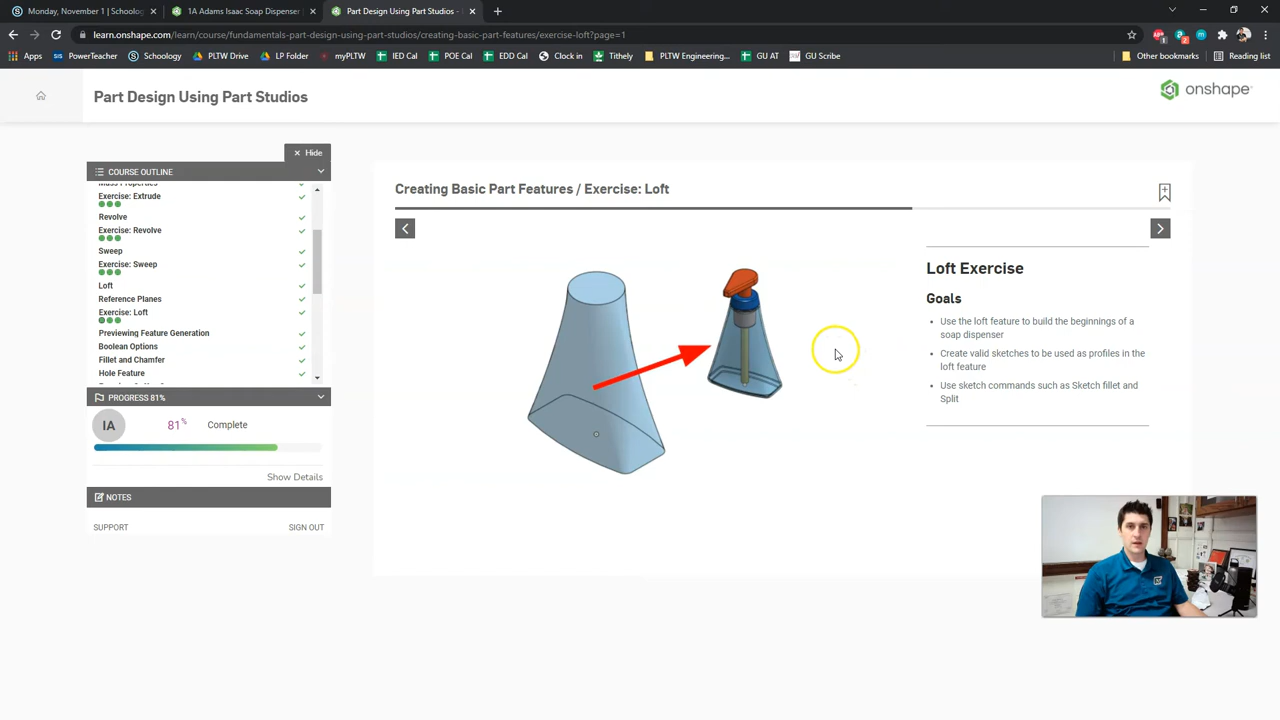 Monday, November 1 | Schoolog
1A Adams Isaac Soap Dispenser
Part Design Using Part Studios -
learn.onshape.com/learn/course/fundamentals-part-design-using-part-studios/creating-basic-part-features/exercise-loft?page=1
Apps
PowerTeacher
Schoology
PLTW Drive
LP Folder
myPLTW
IED Cal
POE Cal
EDD Cal
Clock in
Tithely
PLTW Engineering...
GU AT
GU Scribe
Other bookmarks
Reading list
Part Design Using Part Studios
onshape
Hide
COURSE OUTLINE
Mass Properties
Exercise: Extrude
Revolve
Exercise: Revolve
Sweep
Exercise: Sweep
Loft
Reference Planes
Exercise: Loft
Previewing Feature Generation
Boolean Options
Fillet and Chamfer
Hole Feature
PROGRESS 81%
IA
81%
Complete
Show Details
NOTES
SUPPORT
SIGN OUT
Creating Basic Part Features / Exercise: Loft
Loft Exercise
Goals
• Use the loft feature to build the beginnings of a
soap dispenser
• Create valid sketches to be used as profiles in the
loft feature
• Use sketch commands such as Sketch fillet and
Split